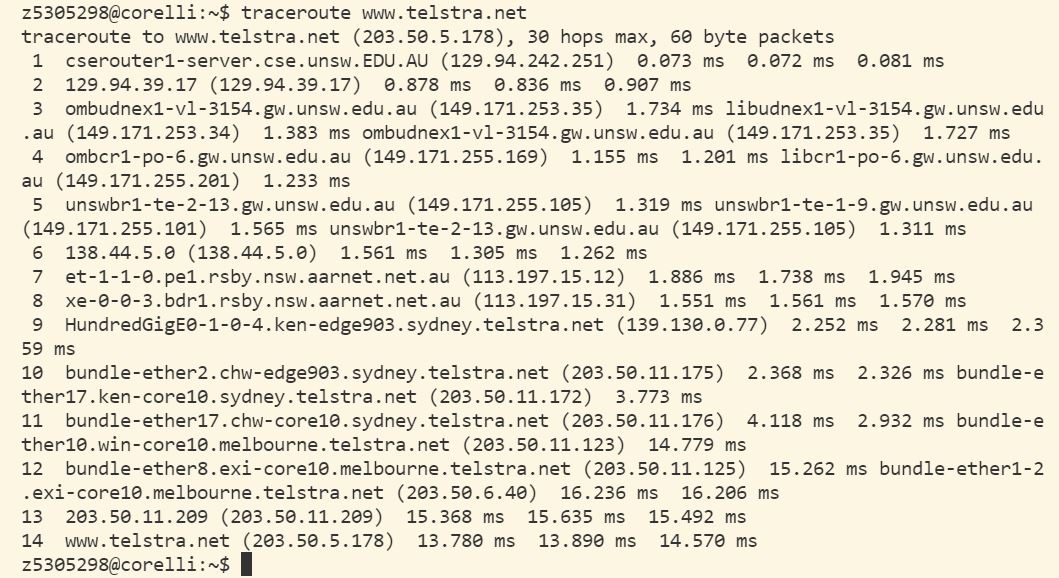 z5305298@corelli:~$ traceroute www.telstra.net
traceroute to www.telstra.net (203.50.5.178), 30 hops max, 60 byte packets
 1  cserouter1-server.cse.unsw.EDU.AU (129.94.242.251)  0.073 ms  0.072 ms  0.081 ms
 2  129.94.39.17 (129.94.39.17)  0.878 ms  0.836 ms  0.907 ms
 3  ombudnex1-vl-3154.gw.unsw.edu.au (149.171.253.35)  1.734 ms libudnex1-vl-3154.gw.unsw.edu
.au (149.171.253.34)  1.383 ms ombudnex1-vl-3154.gw.unsw.edu.au (149.171.253.35)  1.727 ms
 4  ombcr1-po-6.gw.unsw.edu.au (149.171.255.169)  1.155 ms  1.201 ms libcr1-po-6.gw.unsw.edu.
au (149.171.255.201)  1.233 ms
 5  unswbr1-te-2-13.gw.unsw.edu.au (149.171.255.105)  1.319 ms unswbr1-te-1-9.gw.unsw.edu.au
(149.171.255.101)  1.565 ms unswbr1-te-2-13.gw.unsw.edu.au (149.171.255.105)  1.311 ms
 6  138.44.5.0 (138.44.5.0)  1.561 ms  1.305 ms  1.262 ms
 7  et-1-1-0.pe1.rsby.nsw.aarnet.net.au (113.197.15.12)  1.886 ms  1.738 ms  1.945 ms
 8  xe-0-0-3.bdr1.rsby.nsw.aarnet.net.au (113.197.15.31)  1.551 ms  1.561 ms  1.570 ms
 9  HundredGigE0-1-0-4.ken-edge903.sydney.telstra.net (139.130.0.77)  2.252 ms  2.281 ms  2.3
59 ms
10  bundle-ether2.chw-edge903.sydney.telstra.net (203.50.11.175)  2.368 ms  2.326 ms bundle-e
ther17.ken-core10.sydney.telstra.net (203.50.11.172)  3.773 ms
11  bundle-ether17.chw-core10.sydney.telstra.net (203.50.11.176)  4.118 ms  2.932 ms bundle-e
ther10.win-core10.melbourne.telstra.net (203.50.11.123)  14.779 ms
12  bundle-ether8.exi-core10.melbourne.telstra.net (203.50.11.125)  15.262 ms bundle-ether1-2
.exi-core10.melbourne.telstra.net (203.50.6.40)  16.236 ms  16.206 ms
13  203.50.11.209 (203.50.11.209)  15.368 ms  15.635 ms  15.492 ms
14  www.telstra.net (203.50.5.178)  13.780 ms  13.890 ms  14.570 ms
z5305298@corelli:~$